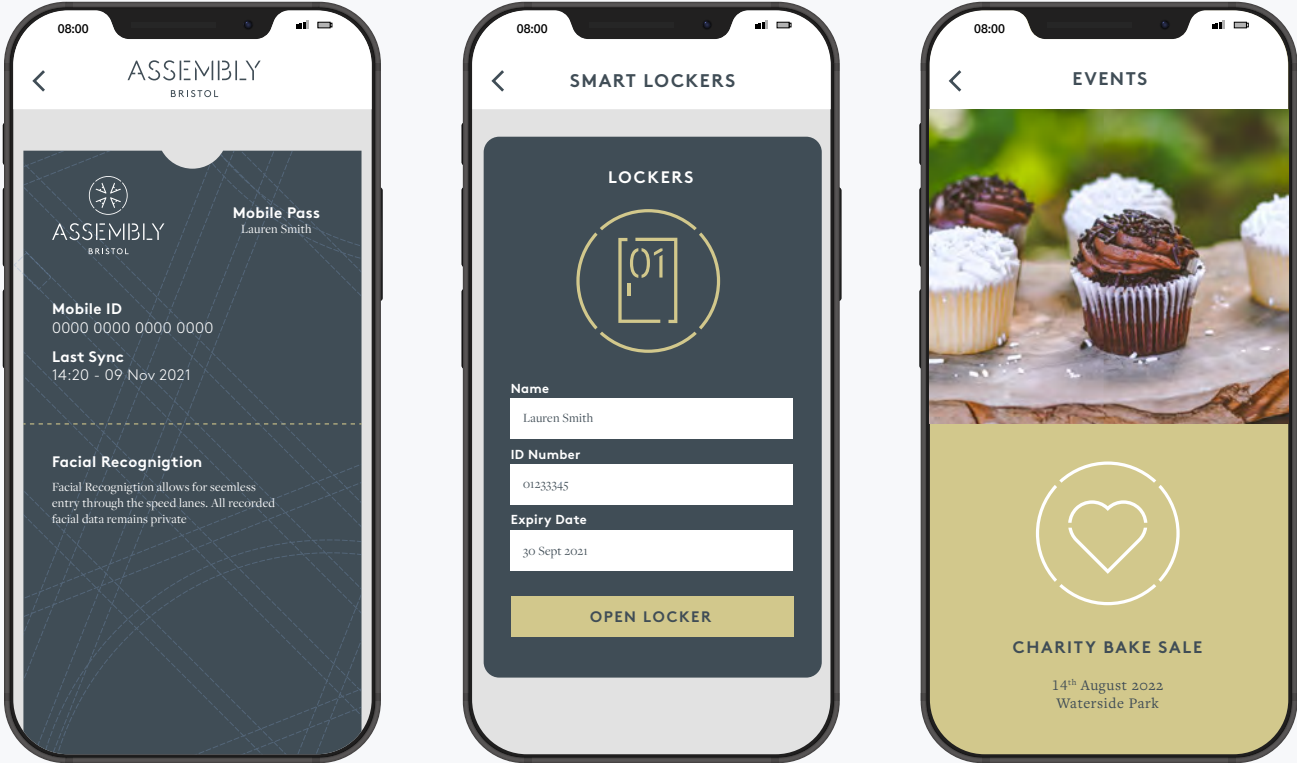 08:00
ASSEMBLY
BRISTOL
ASSEMBLY
BRISTOL
Mobile Pass
Lauren Smith
Mobile ID
0000 0000 0000 0000
Last Sync
14:20 - 09 Nov 2021
Facial Recognigtion
Facial Recognigtion allows for seemless
entry through the speed lanes. All recorded
facial data remains private
08:00
SMART LOCKERS
LOCKERS
01
Name
Lauren Smith
ID Number
01233345
Expiry Date
30 Sept 2021
OPEN LOCKER
08:00
EVENTS
CHARITY BAKE SALE
14th August 2022
Waterside Park